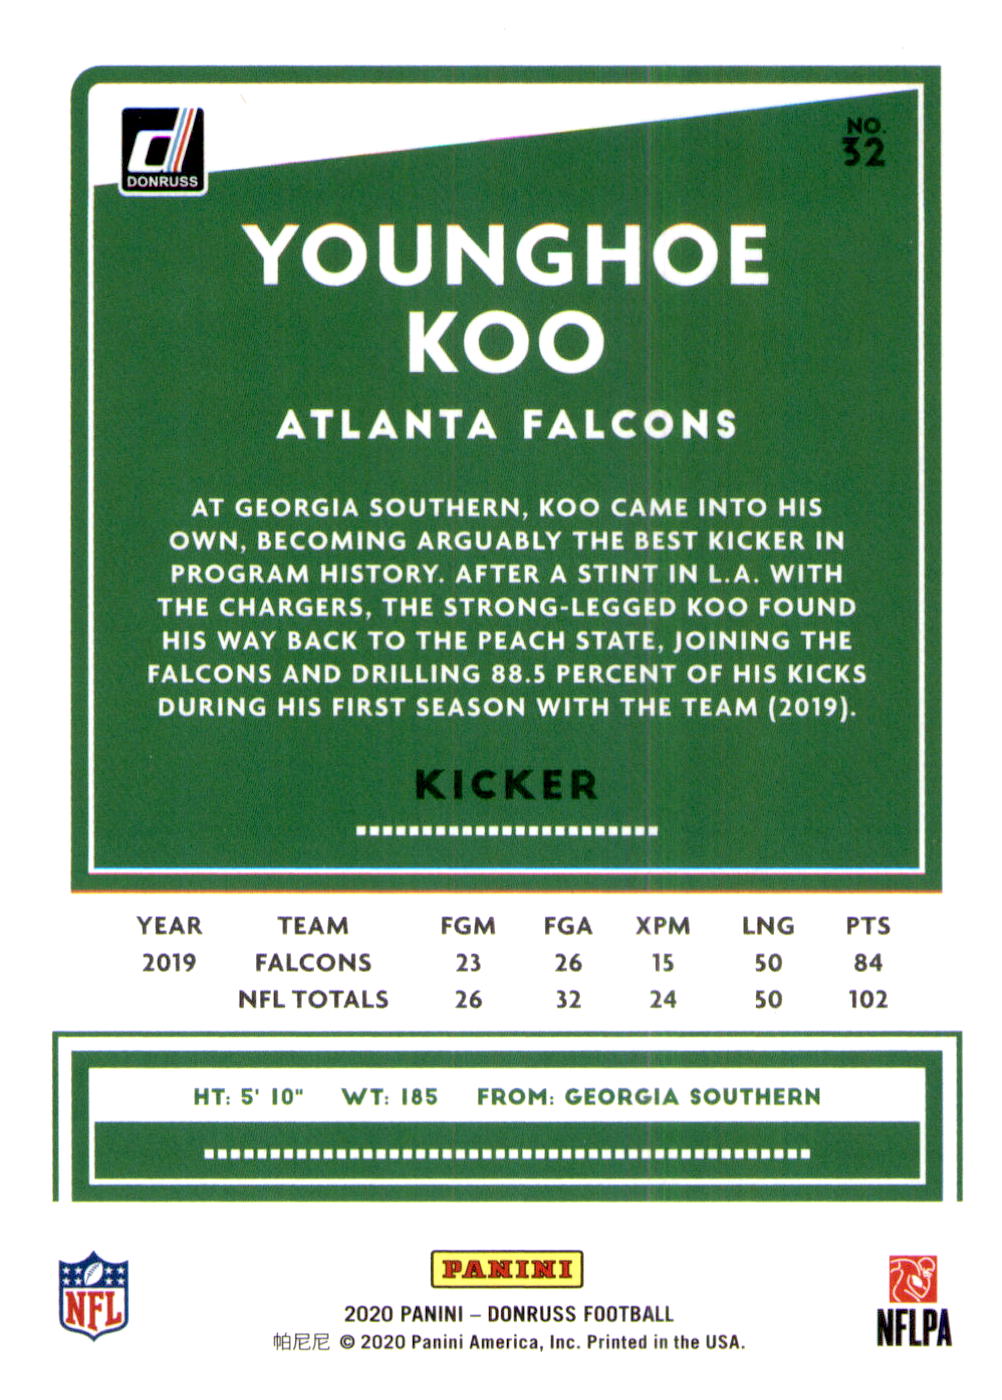 DONRUSS
NO.
32
YOUNGHOE
KOO
ATLANTA FALCONS
AT GEORGIA SOUTHERN, KOO CAME INTO HIS
OWN, BECOMING ARGUABLY THE BEST KICKER IN
PROGRAM HISTORY. AFTER A STINT IN L.A. WITH
THE CHARGERS, THE STRONG-LEGGED KOO FOUND
HIS WAY BACK TO THE PEACH STATE, JOINING THE
FALCONS AND DRILLING 88.5 PERCENT OF HIS KICKS
DURING HIS FIRST SEASON WITH THE TEAM (2019).
KICKER
YEAR TEAM FGM FGA XPM LNG PTS
2019 FALCONS 23 26 15 50 84
NFL TOTALS 26 32 24 50 102
HT: 5' 10" WT: 185 FROM: GEORGIA SOUTHERN
NFL
PANINI
NFLPA
2020 PANINI – DONRUSS FOOTBALL
帕尼尼 © 2020 Panini America, Inc. Printed in the USA.